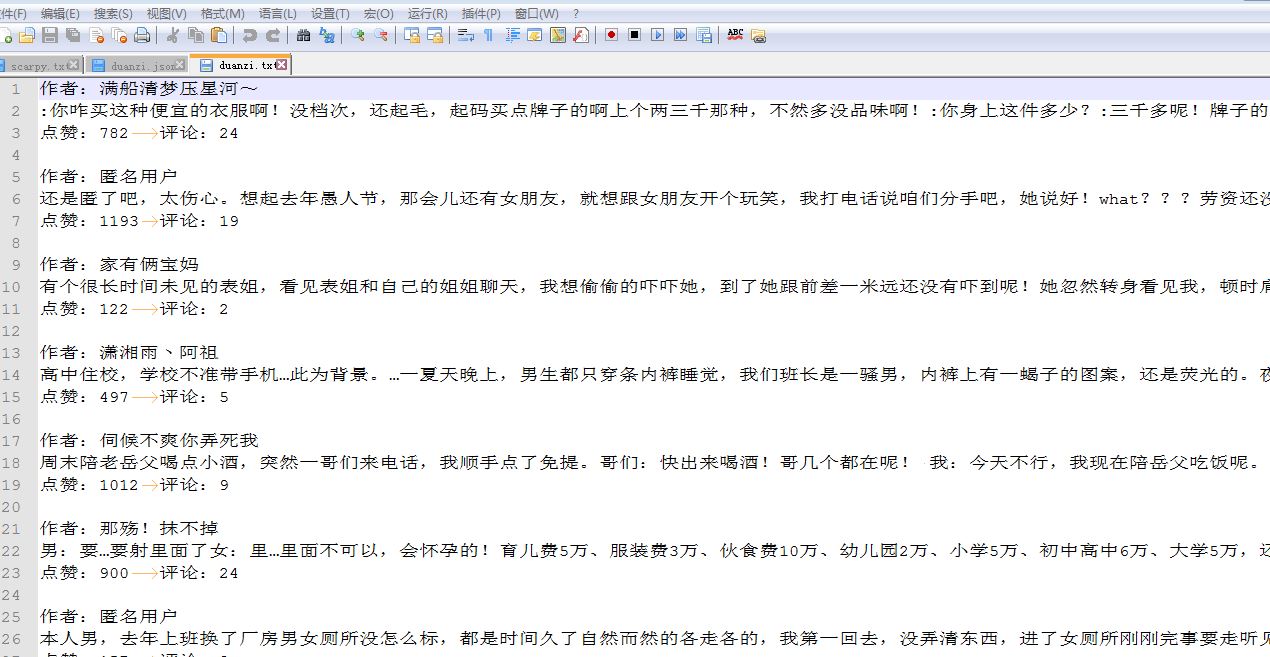 件(F) 编辑(E) 搜索(S) 视图(V) 格式(M) 语言(L) 设置(T) 宏(O) 运行(R) 插件(P) 窗口(W) ?
ABC
scarpy.txt duanzi.json duanzi.txt
1 作者：满船清梦压星河～
2 :你咋买这种便宜的衣服啊！没档次，还起毛，起码买点牌子的啊上个两三千那种，不然多没品味啊！:你身上这件多少？:三千多呢！牌子的
3 点赞：782 评论：24
4
5 作者：匿名用户
6 还是匿了吧，太伤心。想起去年愚人节，那会儿还有女朋友，就想跟女朋友开个玩笑，我打电话说咱们分手吧，她说好！what？？？劳资还没
7 点赞：1193 评论：19
8
9 作者：家有俩宝妈
10 有个很长时间未见的表姐，看见表姐和自己的姐姐聊天，我想偷偷的吓吓她，到了她跟前差一米远还没有吓到呢！她忽然转身看见我，顿时肩
11 点赞：122 评论：2
12
13 作者：潇湘雨丶阿祖
14 高中住校，学校不准带手机…此为背景。…一夏天晚上，男生都只穿条内裤睡觉，我们班长是一骚男，内裤上有一蝎子的图案，还是荧光的。夜
15 点赞：497 评论：5
16
17 作者：伺候不爽你弄死我
18 周末陪老岳父喝点小酒，突然一哥们来电话，我顺手点了免提。哥们：快出来喝酒！哥几个都在呢！ 我：今天不行，我现在陪岳父吃饭呢。
19 点赞：1012 评论：9
20
21 作者：那殇！抹不掉
22 男：要…要射里面了女：里…里面不可以，会怀孕的！育儿费5万、服装费3万、伙食费10万、幼儿园2万、小学5万、初中高中6万、大学5万，还
23 点赞：900 评论：24
24
25 作者：匿名用户
26 本人男，去年上班换了厂房男女厕所没怎么标，都是时间久了自然而然的各走各的，我第一回去，没弄清东西，进了女厕所刚刚完事要走听见